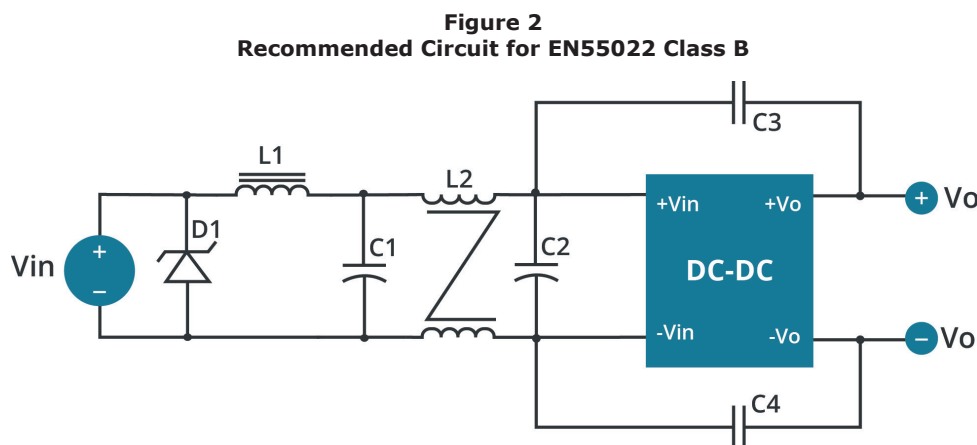 Figure 2
Recommended Circuit for EN55022 Class B
C3
L1
L2
+Vin
+Vo
+
Vo
D1
Vin
+
−
C1
C2
DC-DC
-Vin
-Vo
−
Vo
C4